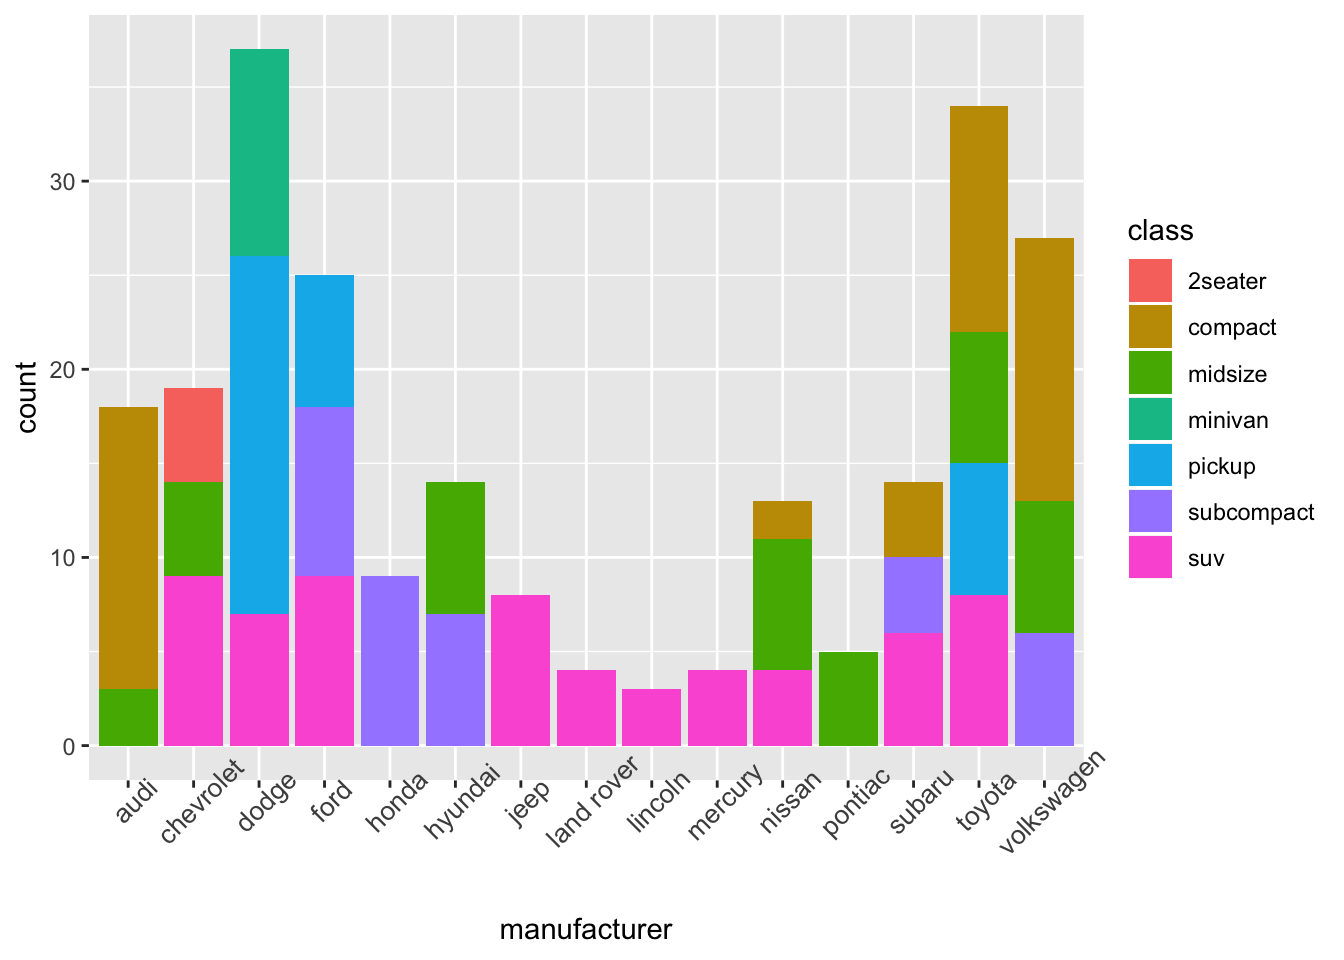 30
20
10
0
count
audi
chevrolet
dodge
ford
honda
hyundai
jeep
land rover
lincoln
mercury
nissan
pontiac
subaru
toyota
volkswagen
manufacturer
class
2seater
compact
midsize
minivan
pickup
subcompact
suv